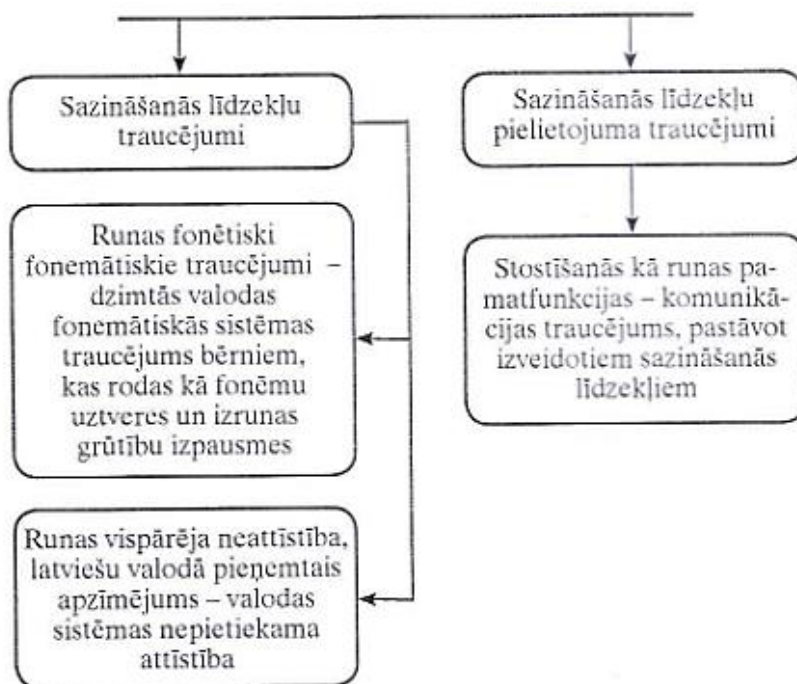 Sazināšanās līdzekļu
traucējumi
Runas fonētiski
fonemātiskie traucējumi –
dzimtās valodas
fonemātiskās sistēmas
traucējums bērniem,
kas rodas kā fonēmu
uztveres un izrunas
grūtību izpausmes
Runas vispārēja neattīstība,
latviešu valodā pieņemtais
apzīmējums – valodas
sistēmas nepietiekama
attīstība
Sazināšanās līdzekļu
pielietojuma traucējumi
Stostīšanās kā runas pa-
matfunkcijas – komunikā-
cijas traucējums, pastāvot
izveidotiem sazināšanās
līdzekļiem